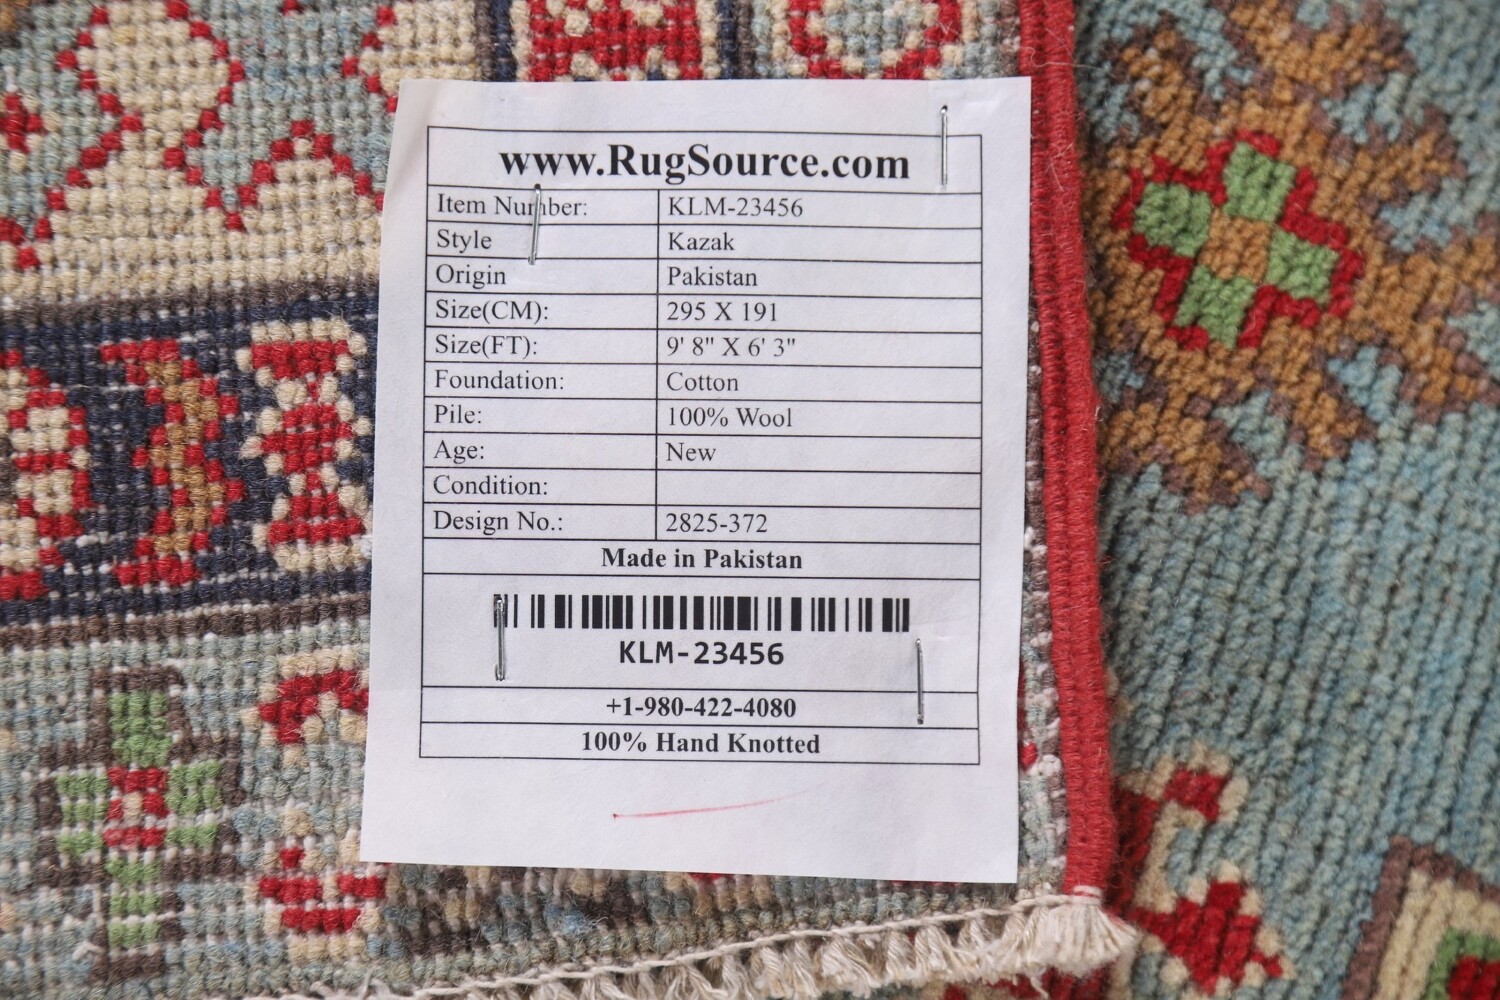 www.RugSource.com
Item Number: KLM-23456
Style Kazak
Origin Pakistan
Size(CM): 295 X 191
Size(FT): 9' 8" X 6' 3"
Foundation: Cotton
Pile: 100% Wool
Age: New
Condition:
Design No.: 2825-372
Made in Pakistan
KLM-23456
+1-980-422-4080
100% Hand Knotted